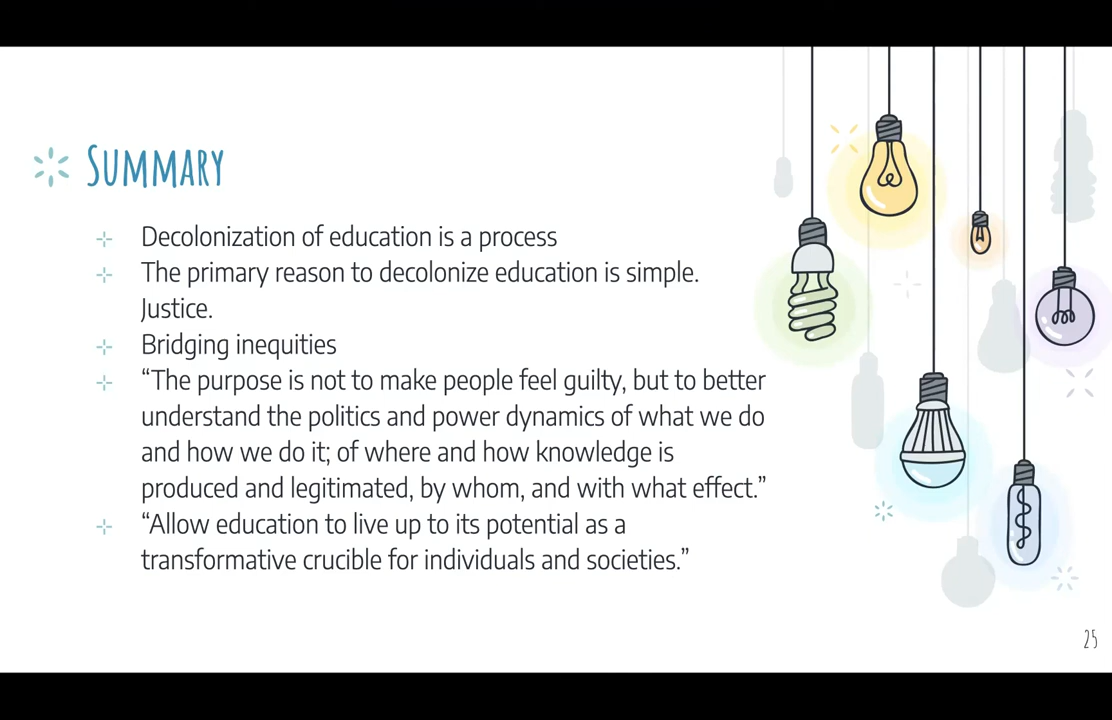 Summary
Decolonization of education is a process
The primary reason to decolonize education is simple.
Justice.
Bridging inequities
“The purpose is not to make people feel guilty, but to better
understand the politics and power dynamics of what we do
and how we do it; of where and how knowledge is
produced and legitimated, by whom, and with what effect.”
“Allow education to live up to its potential as a
transformative crucible for individuals and societies.”
25